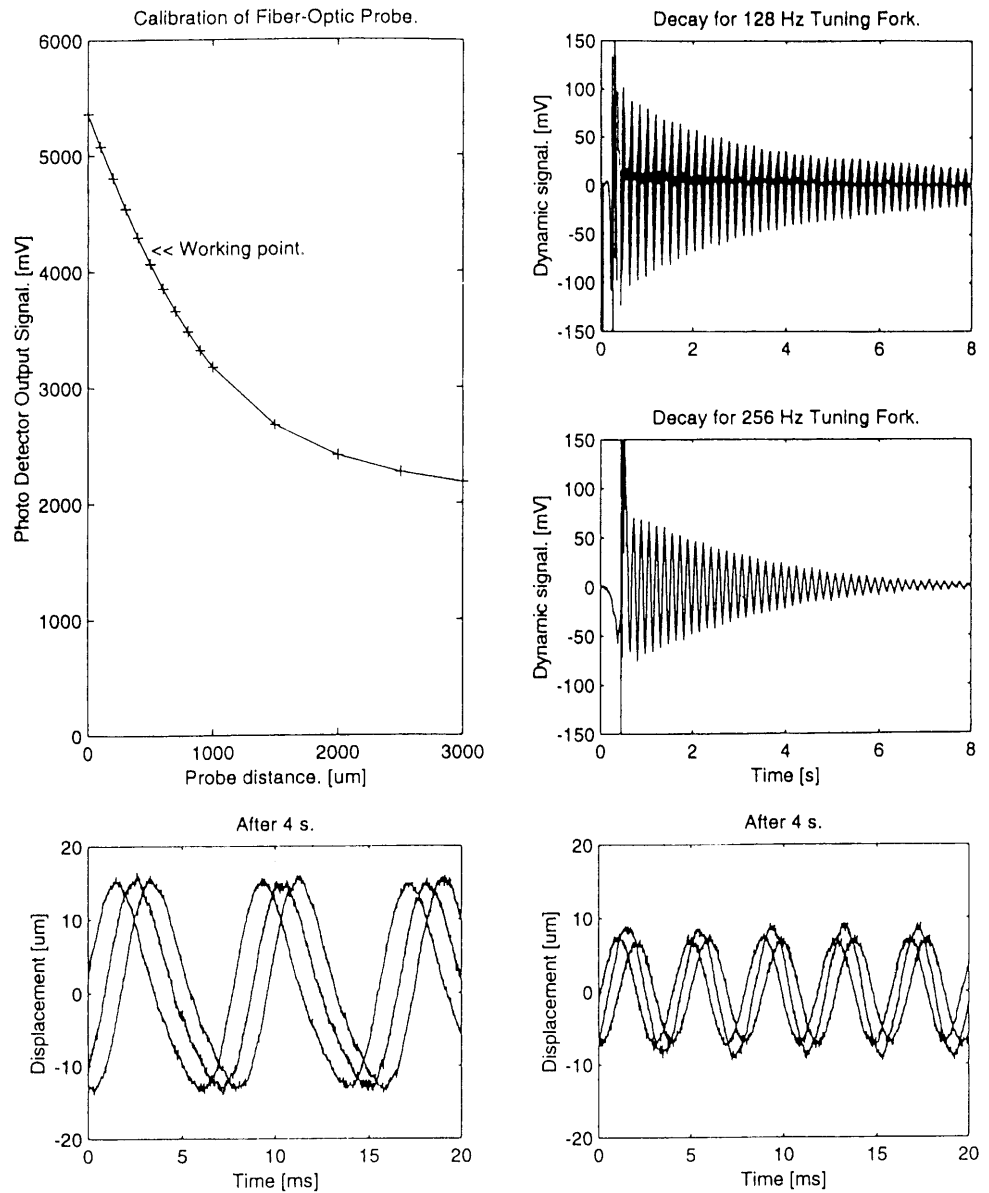 Calibration of Fiber-Optic Probe.
Photo Detector Output Signal. [mV]
6000
5000
4000
3000
2000
1000
0
<< Working point.
0 1000 2000 3000
Probe distance. [um]
Decay for 128 Hz Tuning Fork.
Dynamic signal. [mV]
150
100
50
0
-50
-100
-150
0 2 4 6 8
Decay for 256 Hz Tuning Fork.
Dynamic signal. [mV]
150
100
50
0
-50
-100
-150
0 2 4 6 8
Time [s]
After 4 s.
Displacement [um]
20
10
0
-10
-20
0 5 10 15 20
Time [ms]
After 4 s.
Displacement [um]
20
10
0
-10
-20
0 5 10 15 20
Time [ms]